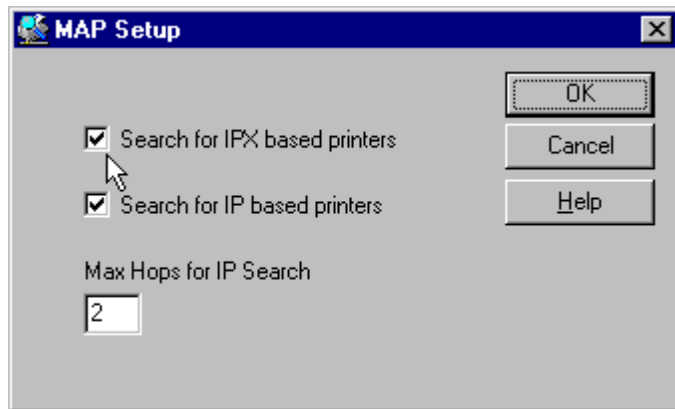 MAP Setup
OK
Search for IPX based printers
Cancel
Search for IP based printers
Help
Max Hops for IP Search
2